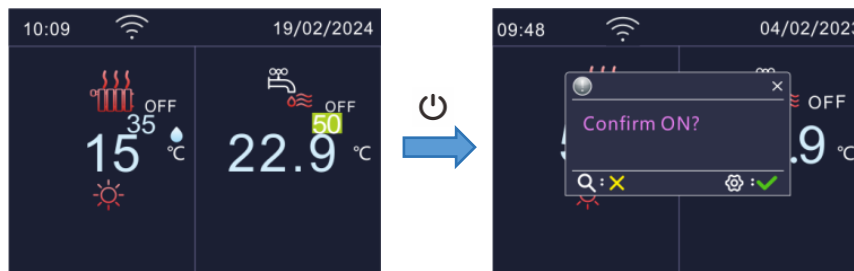 10:09
19/02/2024
OFF
35
15 °C
OFF
50
22.9 °C
09:48
04/02/2023
Confirm ON?
OFF
.9 °C